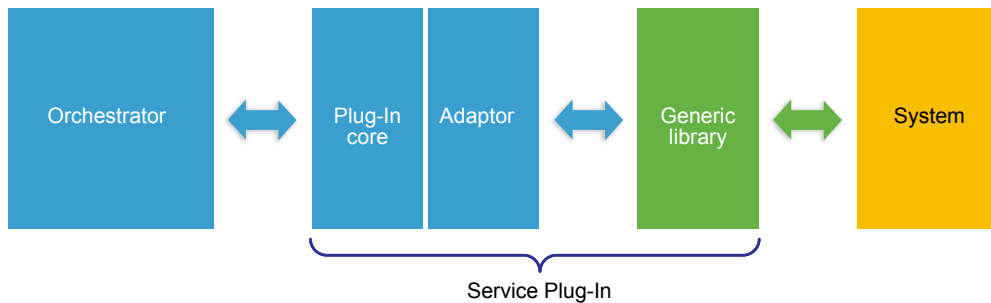 Orchestrator
Plug-In
core
Adaptor
Generic
library
System
Service Plug-In